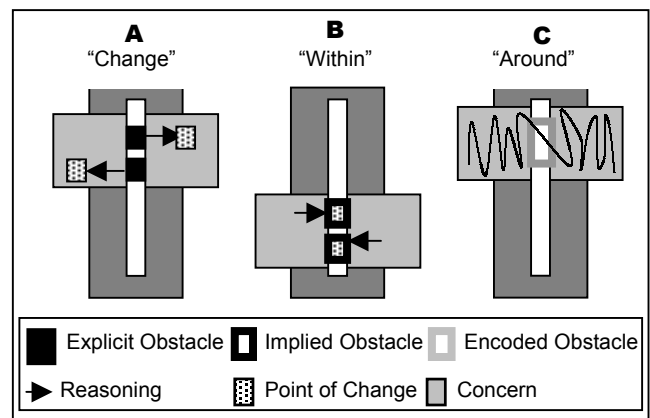 A B C
“Change” “Within” “Around”
Explicit Obstacle Implied Obstacle Encoded Obstacle
Reasoning Point of Change Concern